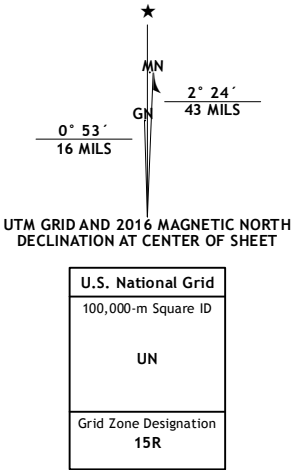 ★
MN
2° 24´
43 MILS
GN
0° 53´
16 MILS
UTM GRID AND 2016 MAGNETIC NORTH
DECLINATION AT CENTER OF SHEET
U.S. National Grid
100,000-m Square ID
UN
Grid Zone Designation
15R